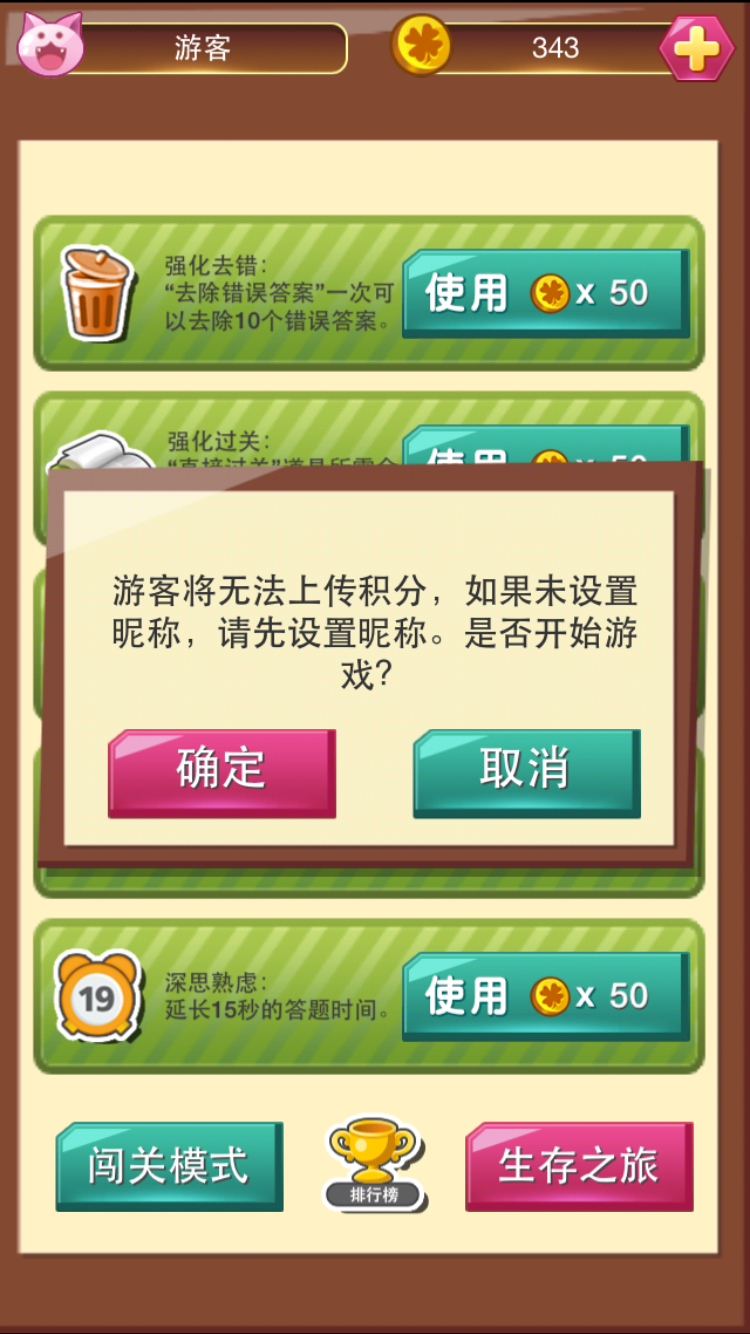 游客
343
强化去错：
“去除错误答案”一次可
以去除10个错误答案。
使用 x 50
强化过关：
使用
游客将无法上传积分，如果未设置
昵称，请先设置昵称。是否开始游
戏？
确定
取消
19
深思熟虑：
延长15秒的答题时间。
使用 x 50
闯关模式
排行榜
生存之旅